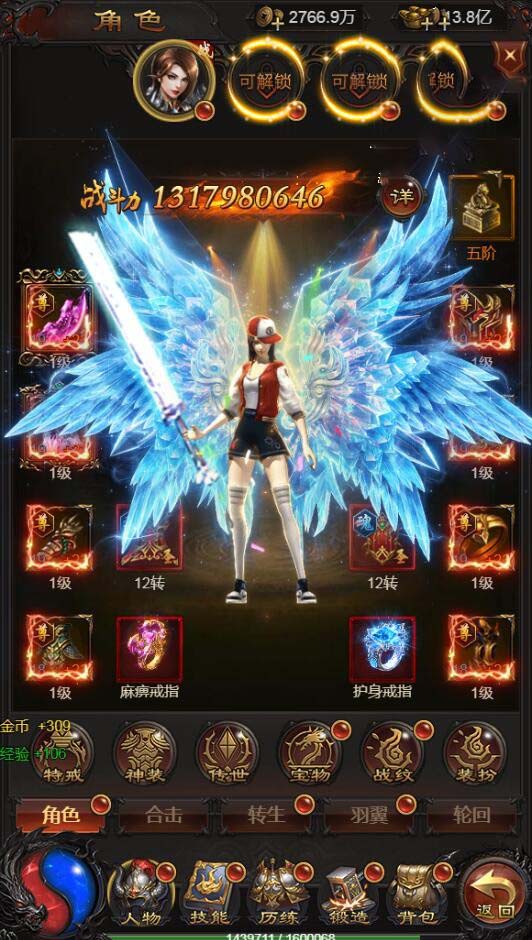 角色
2766.9万
13.8亿
战
可解锁
可解锁
锁
战斗力 1317980646
详
五阶
尊
尊
1级
1级
1级
1级
尊
圣
魂
圣
尊
1级
12转
12转
1级
尊
尊
1级
麻痹戒指
护身戒指
1级
金币 +309
经验 +106
特戒
神装
传世
宝物
战纹
装扮
角色
合击
转生
羽翼
轮回
人物
技能
历练
锻造
背包
返回
1439711 / 1600068